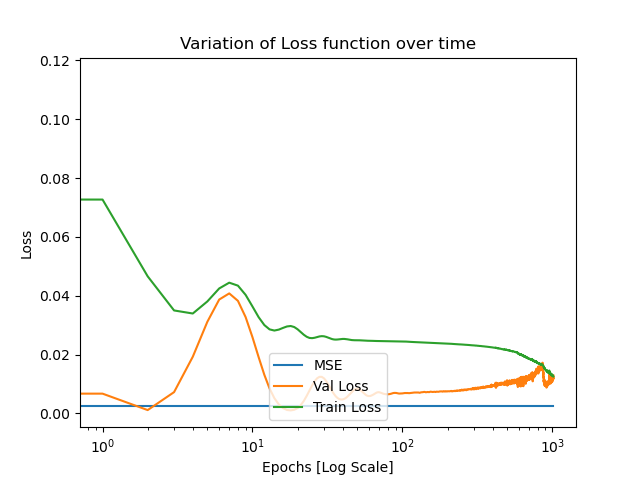 Variation of Loss function over time
0.12
0.10
0.08
0.06
0.04
0.02
0.00
Loss
MSE
Val Loss
Train Loss
10⁰
10¹
10²
10³
Epochs [Log Scale]